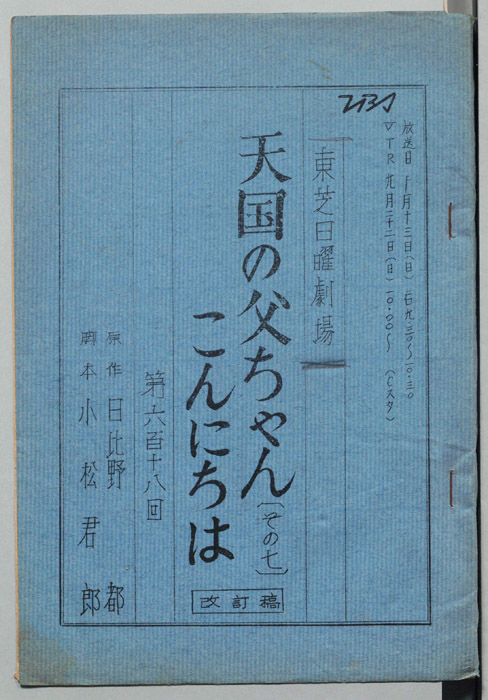 TBS
放送日 十月十三日(日) 后九.三〇〜一〇.三〇
VTR 九月二十二日(日) 一〇.〇〇〜 (Cスタ)
東芝日曜劇場
天国の父ちゃん
こんにちは
〔その七〕
改訂稿
第六百十八回
原作 日比野 都
脚本 小松君郎